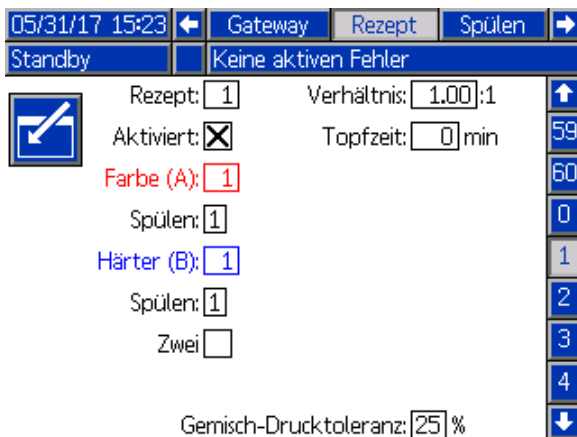 05/31/17 15:23 Gateway Rezept Spülen
Standby Keine aktiven Fehler
Rezept: 1 Verhältnis: 1.00:1
Aktiviert: Topfzeit: 0 min
Farbe (A): 1
Spülen: 1
Härter (B): 1
Spülen: 1
Zwei
Gemisch-Drucktoleranz: 25 %
59
60
0
1
2
3
4